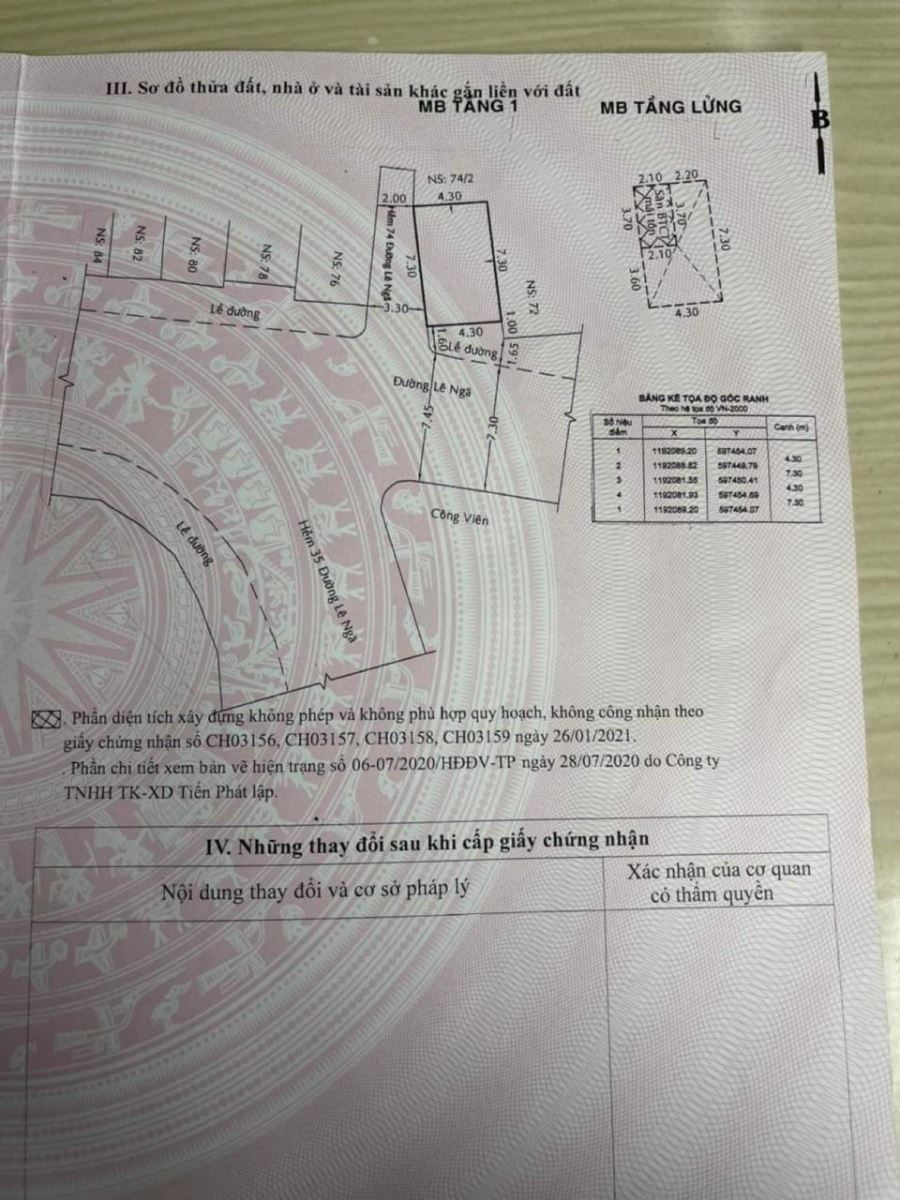 III. Sơ đồ thửa đất, nhà ở và tài sản khác gắn liền với đất
MB TẦNG 1
MB TẦNG LỬNG
B
NS: 74/2
2.00
4.30
Hẻm 74 Đường Lê Ngã
7.30
7.30
NS: 84
NS: 82
NS: 80
NS: 78
NS: 76
NS: 72
3.30
4.30
1.00
1.60
Lề đường
1.65
Lề đường
Đường Lê Ngã
7.45
7.30
Công Viên
Lề đường
Hẻm 35 Đường Lê Ngã
2.10
2.20
3.70
Sàn BTCT
mái tôn
3.70
7.30
2.10
3.60
4.30
BẢNG KÊ TỌA ĐỘ GÓC RANH
Theo hệ tọa độ VN-2000
Số hiệu điểm
Tọa độ
Cạnh (m)
X
Y
1 1192089.20 597454.07
4.30
2 1192088.82 597449.79
7.30
3 1192081.55 597450.41
4.30
4 1192081.93 597454.69
7.30
1 1192089.20 597454.07
. Phần diện tích xây dựng không phép và không phù hợp quy hoạch, không công nhận theo
giấy chứng nhận số CH03156, CH03157, CH03158, CH03159 ngày 26/01/2021.
. Phần chi tiết xem bản vẽ hiện trạng số 06-07/2020/HĐĐV-TP ngày 28/07/2020 do Công ty
TNHH TK-XD Tiến Phát lập.
IV. Những thay đổi sau khi cấp giấy chứng nhận
Nội dung thay đổi và cơ sở pháp lý
Xác nhận của cơ quan
có thẩm quyền